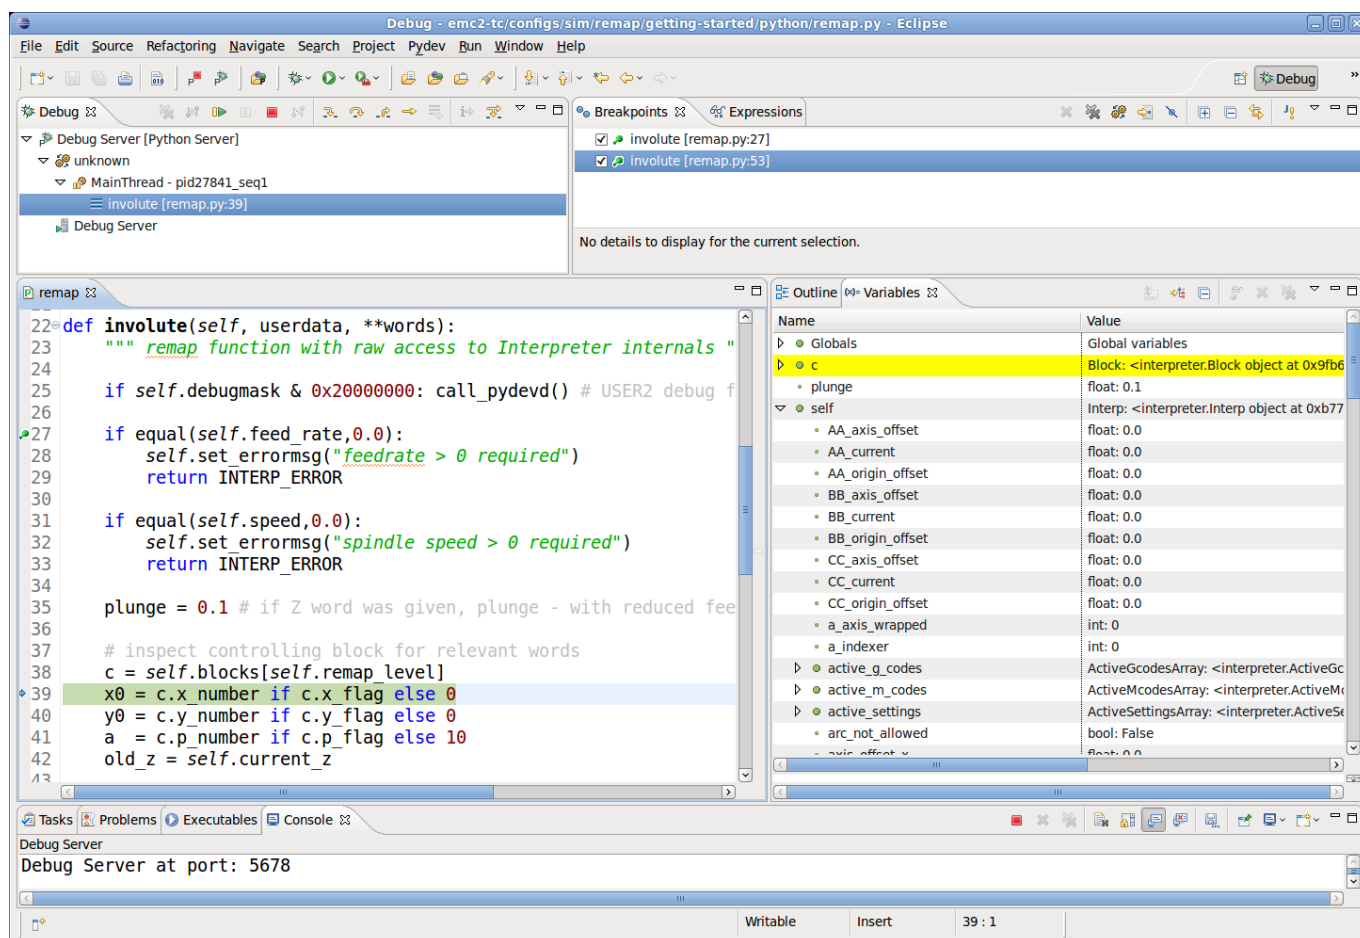 Debug - emc2-tc/configs/sim/remap/getting-started/python/remap.py - Eclipse
File Edit Source Refactoring Navigate Search Project Pydev Run Window Help
Debug
Debug
Debug Server [Python Server]
unknown
MainThread - pid27841_seq1
involute [remap.py:39]
Debug Server
Breakpoints Expressions
involute [remap.py:27]
involute [remap.py:53]
No details to display for the current selection.
remap
22 def involute(self, userdata, **words):
23 """ remap function with raw access to Interpreter internals "
24
25 if self.debugmask & 0x20000000: call_pydevd() # USER2 debug f
26
27 if equal(self.feed_rate,0.0):
28 self.set_errormsg("feedrate > 0 required")
29 return INTERP_ERROR
30
31 if equal(self.speed,0.0):
32 self.set_errormsg("spindle speed > 0 required")
33 return INTERP_ERROR
34
35 plunge = 0.1 # if Z word was given, plunge - with reduced fee
36
37 # inspect controlling block for relevant words
38 c = self.blocks[self.remap_level]
39 x0 = c.x_number if c.x_flag else 0
40 y0 = c.y_number if c.y_flag else 0
41 a = c.p_number if c.p_flag else 10
42 old_z = self.current_z
43
Outline Variables
Name Value
Globals Global variables
c Block: <interpreter.Block object at 0x9fb6
plunge float: 0.1
self Interp: <interpreter.Interp object at 0xb77
AA_axis_offset float: 0.0
AA_current float: 0.0
AA_origin_offset float: 0.0
BB_axis_offset float: 0.0
BB_current float: 0.0
BB_origin_offset float: 0.0
CC_axis_offset float: 0.0
CC_current float: 0.0
CC_origin_offset float: 0.0
a_axis_wrapped int: 0
a_indexer int: 0
active_g_codes ActiveGcodesArray: <interpreter.ActiveGc
active_m_codes ActiveMcodesArray: <interpreter.ActiveMc
active_settings ActiveSettingsArray: <interpreter.ActiveSe
arc_not_allowed bool: False
axis_offset_x float: 0.0
Tasks Problems Executables Console
Debug Server
Debug Server at port: 5678
Writable Insert 39 : 1